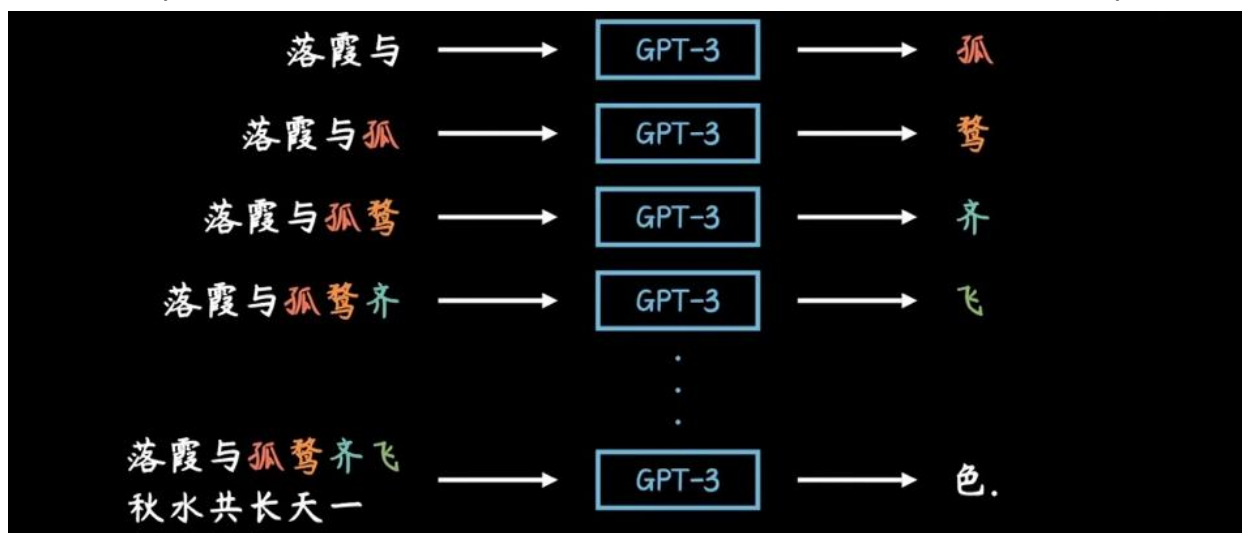 落霞与 GPT-3 孤
落霞与孤 GPT-3 鹜
落霞与孤鹜 GPT-3 齐
落霞与孤鹜齐 GPT-3 飞
落霞与孤鹜齐飞
秋水共长天一 GPT-3 色.